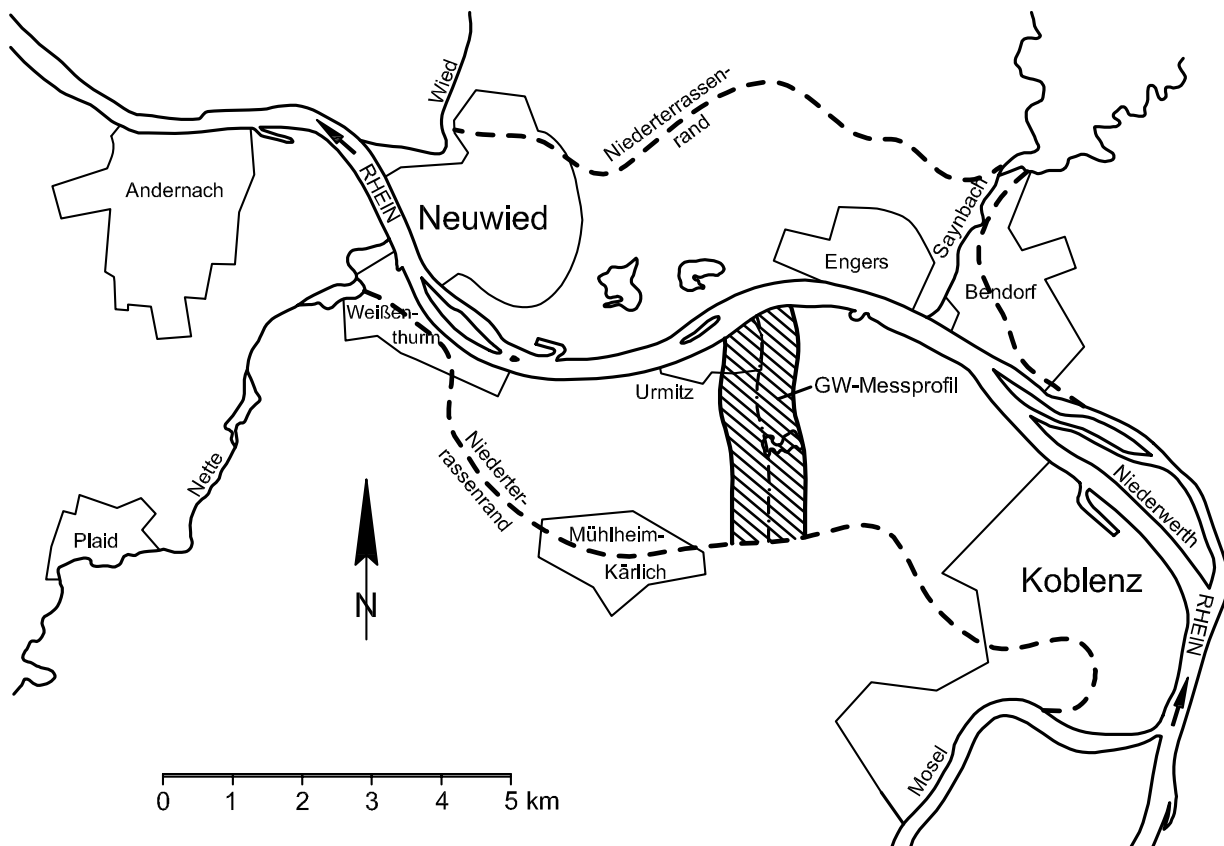 Wied
Niederterrassen-
rand
Andernach
RHEIN
Neuwied
Saynbach
Engers
Bendorf
Weißen-
thurm
Urmitz
GW-Messprofil
Nette
Niederter-
rassenrand
Niederwerth
Plaid
Mühlheim-
Kärlich
N
Koblenz
RHEIN
Mosel
0 1 2 3 4 5 km